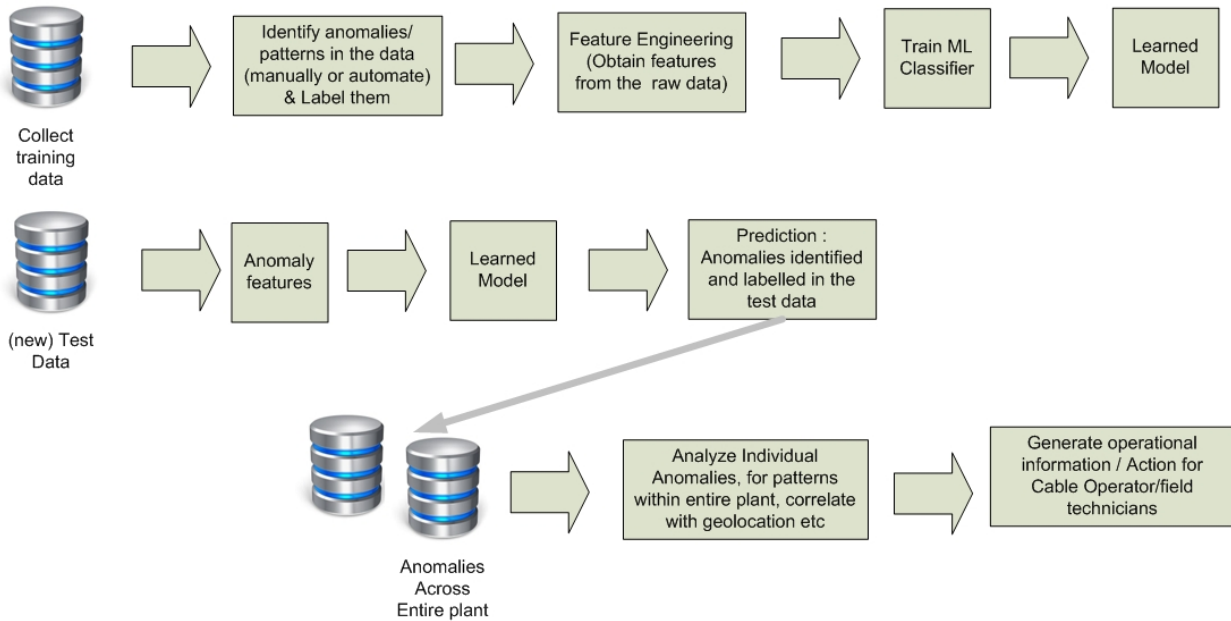 Collect
training
data
Identify anomalies/
patterns in the data
(manually or automate)
& Label them
Feature Engineering
(Obtain features
from the raw data)
Train ML
Classifier
Learned
Model
(new) Test
Data
Anomaly
features
Learned
Model
Prediction :
Anomalies identified
and labelled in the
test data
Anomalies
Across
Entire plant
Analyze Individual
Anomalies, for patterns
within entire plant, correlate
with geolocation etc
Generate operational
information / Action for
Cable Operator/field
technicians